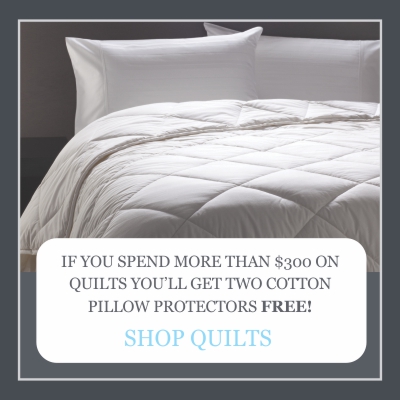 IF YOU SPEND MORE THAN $300 ON
QUILTS YOU'LL GET TWO COTTON
PILLOW PROTECTORS FREE!
SHOP QUILTS